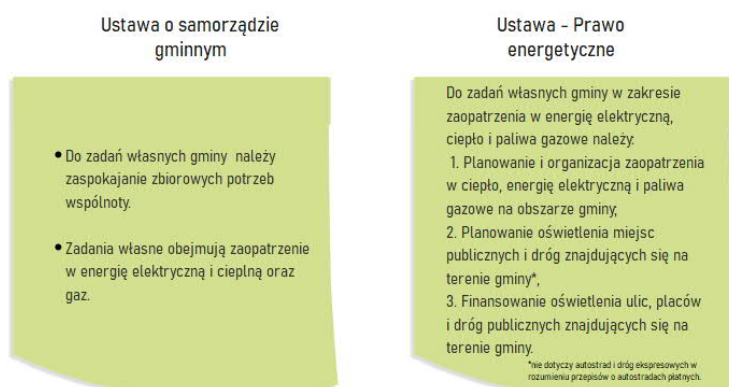 Ustawa o samorządzie
gminnym
• Do zadań własnych gminy należy
zaspokajanie zbiorowych potrzeb
wspólnoty.
• Zadania własne obejmują zaopatrzenie
w energię elektryczną i cieplną oraz
gaz.
Ustawa - Prawo
energetyczne
Do zadań własnych gminy w zakresie
zaopatrzenia w energię elektryczną,
ciepło i paliwa gazowe należy:
1. Planowanie i organizacja zaopatrzenia
w ciepło, energię elektryczną i paliwa
gazowe na obszarze gminy;
2. Planowanie oświetlenia miejsc
publicznych i dróg znajdujących się na
terenie gminy*,
3. Finansowanie oświetlenia ulic, placów
i dróg publicznych znajdujących się na
terenie gminy.
*nie dotyczy autostrad i dróg ekspresowych w
rozumieniu przepisów o autostradach płatnych.